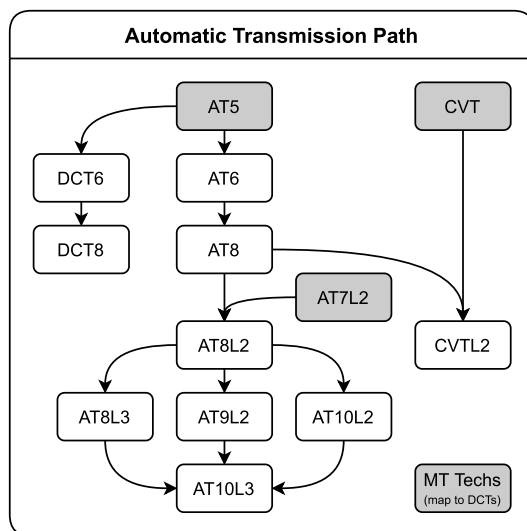 Automatic Transmission Path
AT5
CVT
DCT6
AT6
DCT8
AT8
AT7L2
AT8L2
CVTL2
AT8L3
AT9L2
AT10L2
AT10L3
MT Techs
(map to DCTs)